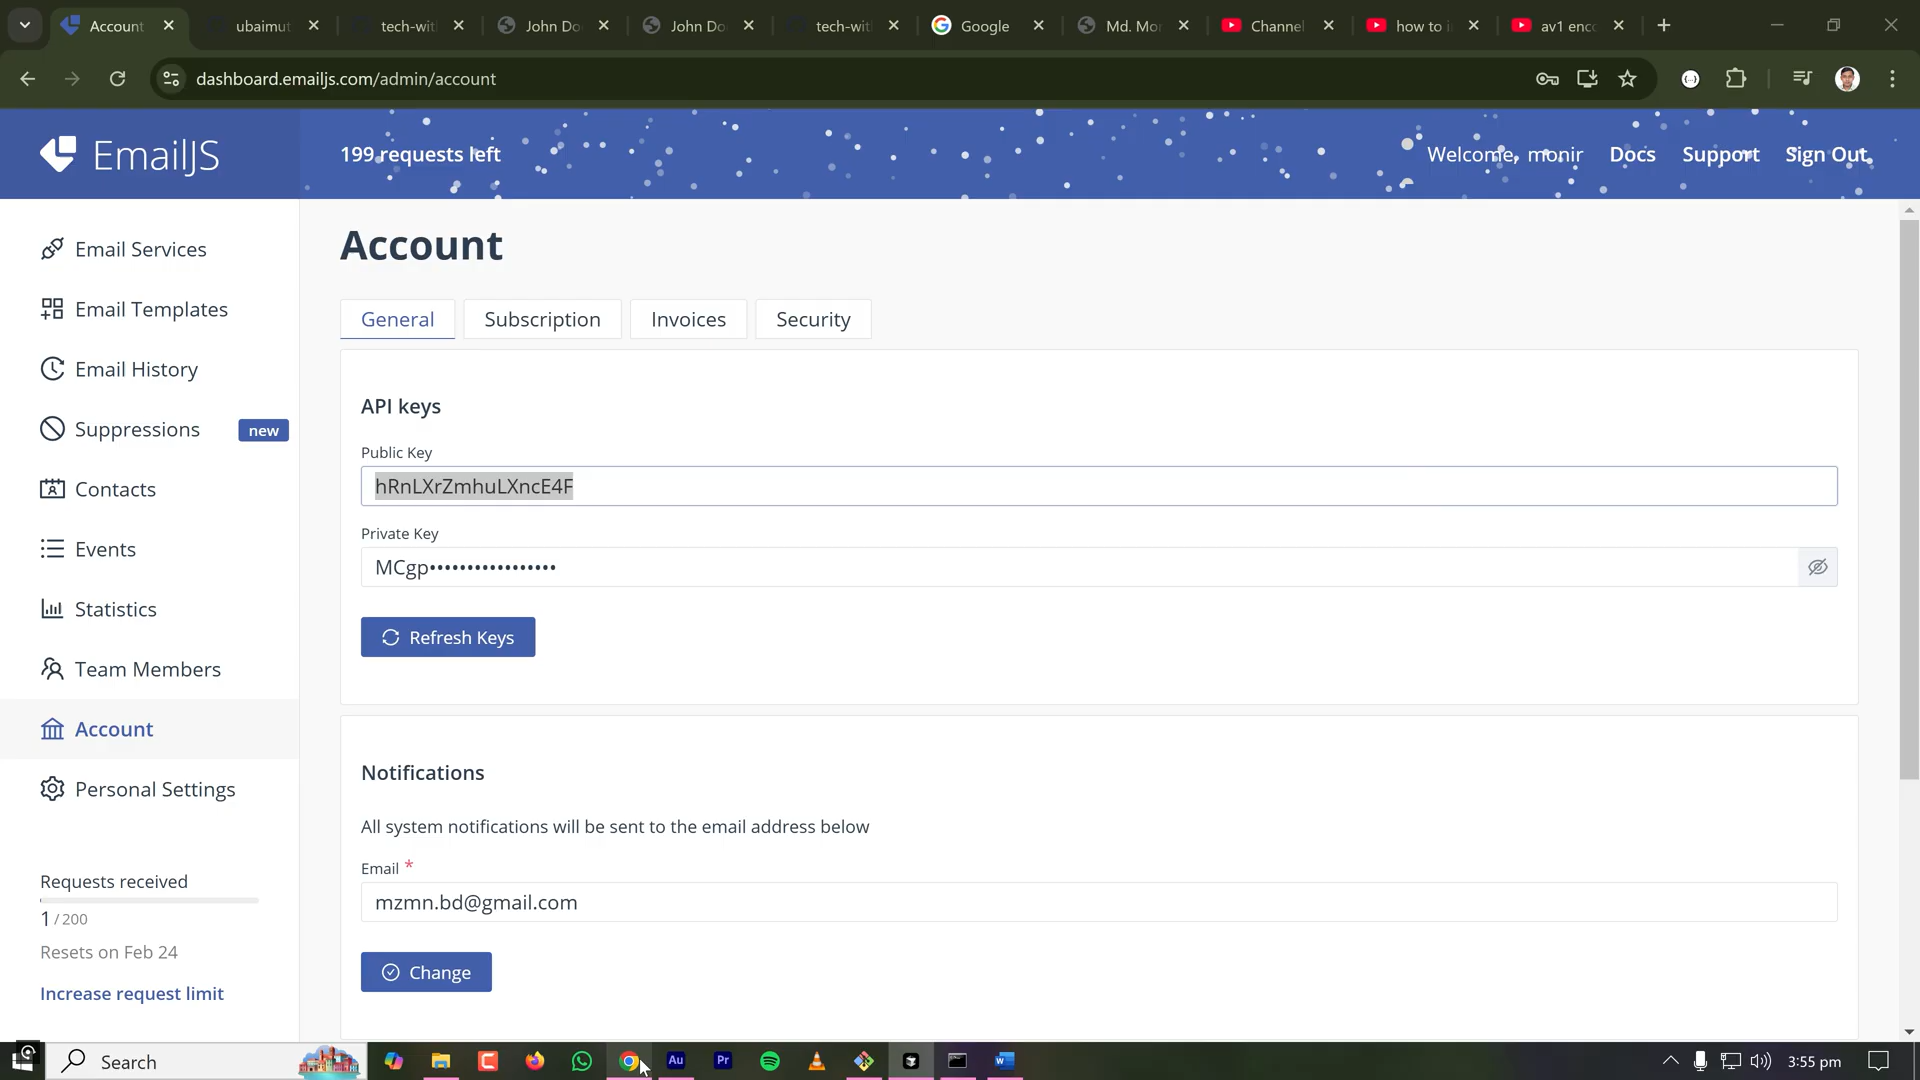 Account
ubaimut
tech-wit
John Do
John Do
tech-wit
Google
Md. Mor
Channel
how to i
av1 enc
dashboard.emailjs.com/admin/account
EmailJS
199 requests left
Welcome, monir
Docs
Support
Sign Out
Email Services
Email Templates
Email History
Suppressions
new
Contacts
Events
Statistics
Team Members
Account
Personal Settings
Requests received
1 / 200
Resets on Feb 24
Increase request limit
Account
General
Subscription
Invoices
Security
API keys
Public Key
hRnLXrZmhuLXncE4F
Private Key
MCgp•••••••••••••••••
Refresh Keys
Notifications
All system notifications will be sent to the email address below
Email *
mzmn.bd@gmail.com
Change
Search
Au
Pr
3:55 pm